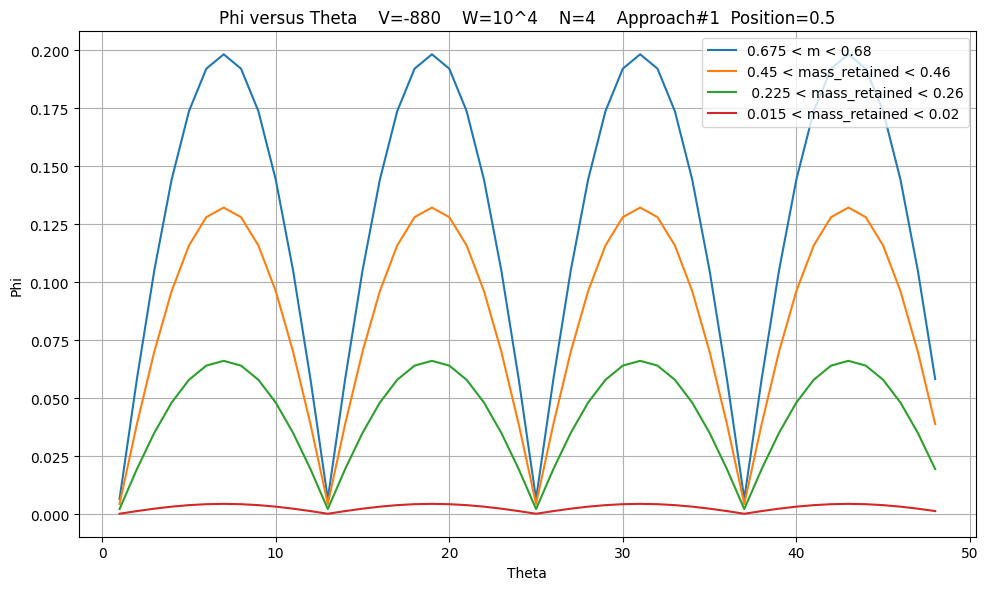 Phi versus Theta    V=-880    W=10^4    N=4    Approach#1  Position=0.5
0.675 < m < 0.68
0.45 < mass_retained < 0.46
0.225 < mass_retained < 0.26
0.015 < mass_retained < 0.02
Phi
0.200
0.175
0.150
0.125
0.100
0.075
0.050
0.025
0.000
0
10
20
30
40
50
Theta